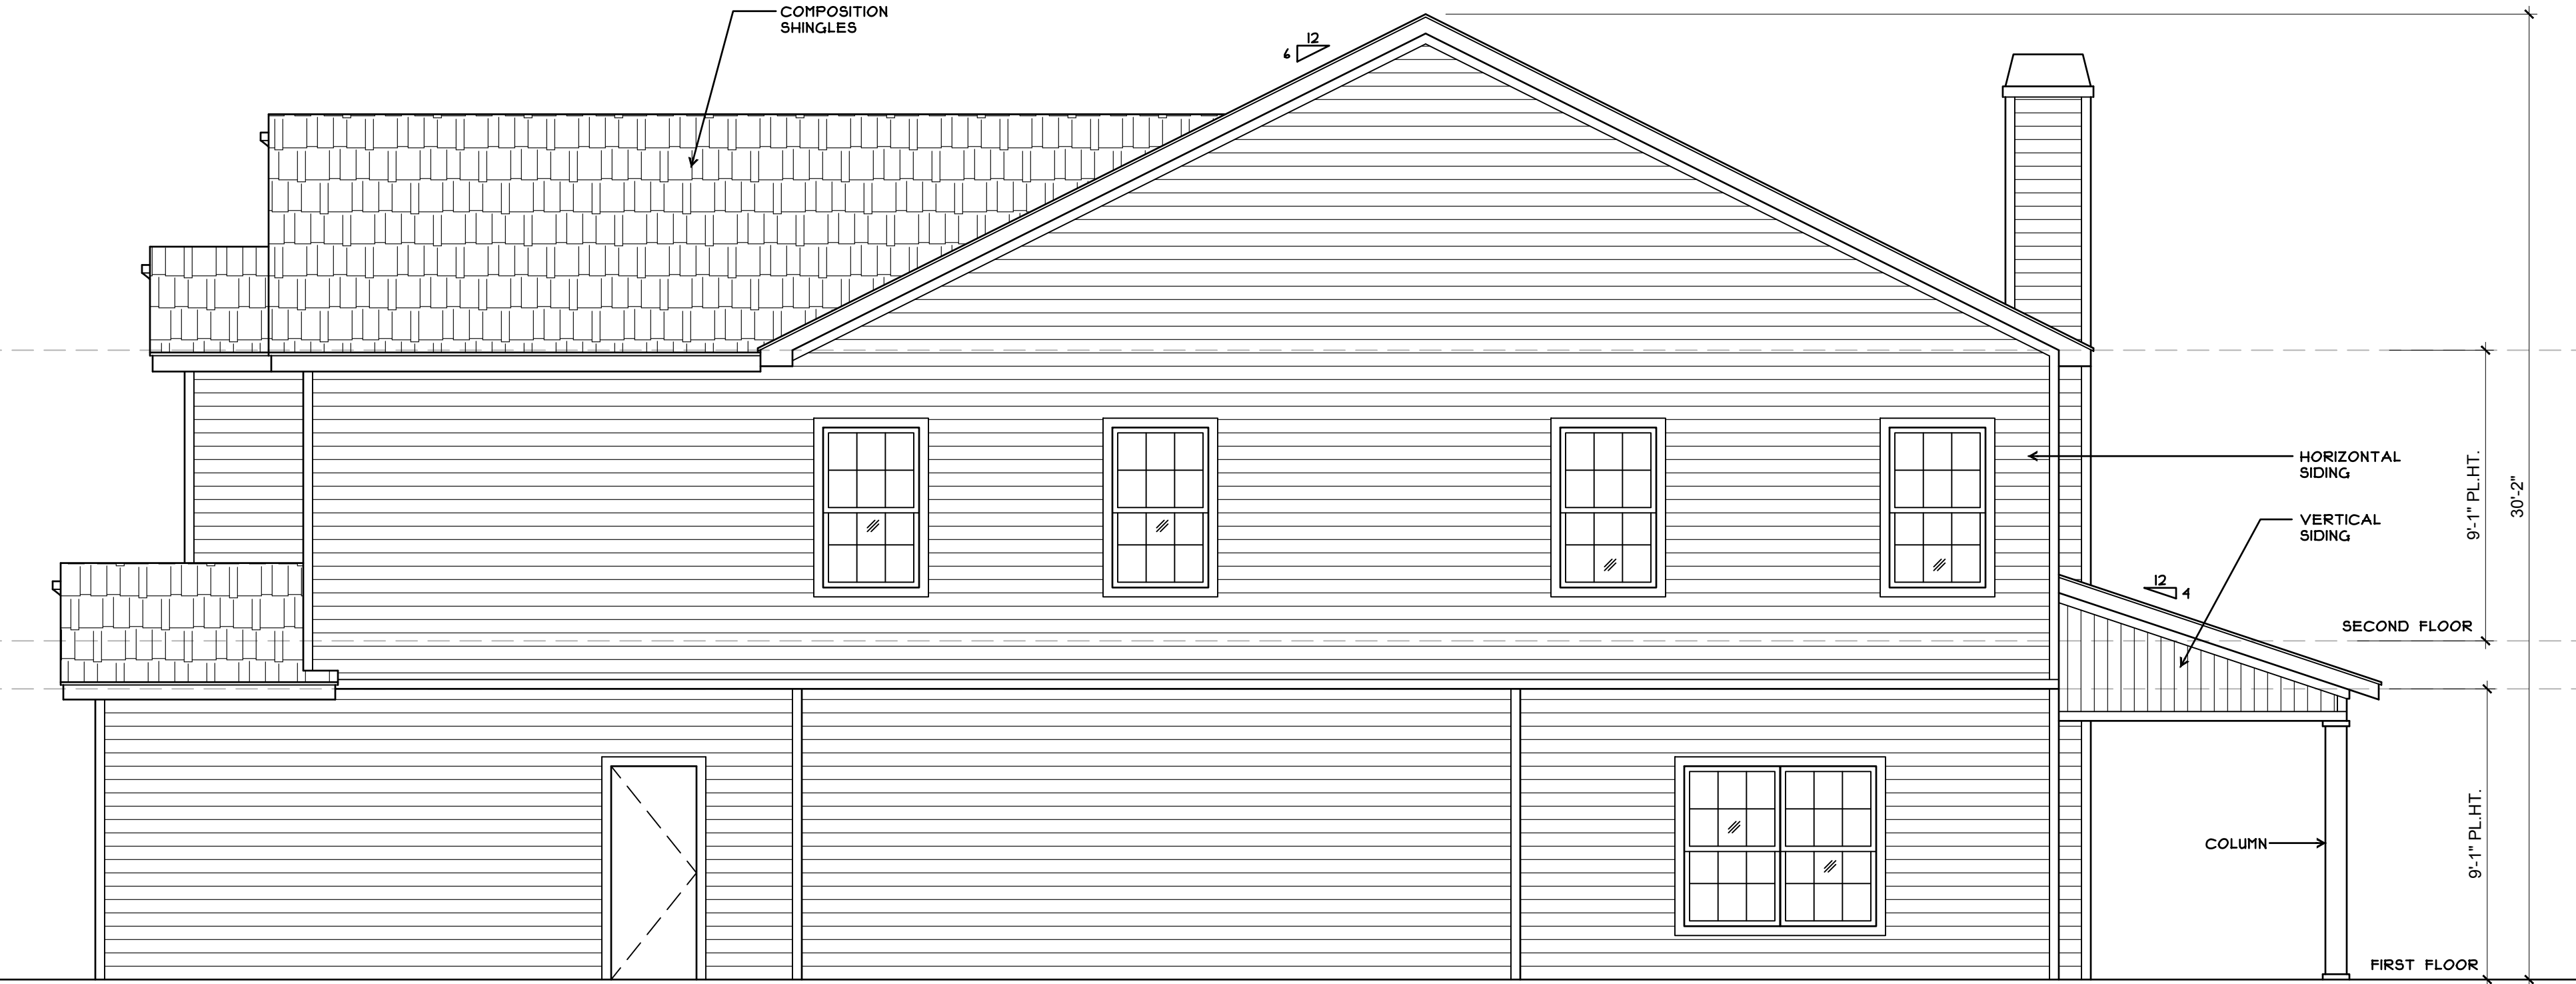 COMPOSITION
SHINGLES
12
6
HORIZONTAL
SIDING
9'-1" PL.HT.
30'-2"
VERTICAL
SIDING
12
4
SECOND FLOOR
COLUMN
9'-1" PL.HT.
FIRST FLOOR